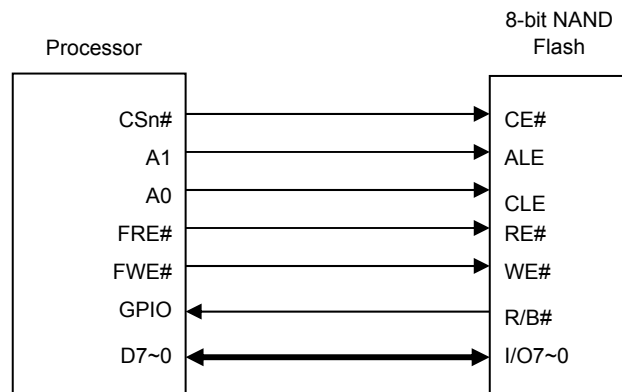 8-bit NAND
Flash
Processor
CSn# CE#
A1 ALE
A0 CLE
FRE# RE#
FWE# WE#
GPIO R/B#
D7~0 I/O7~0